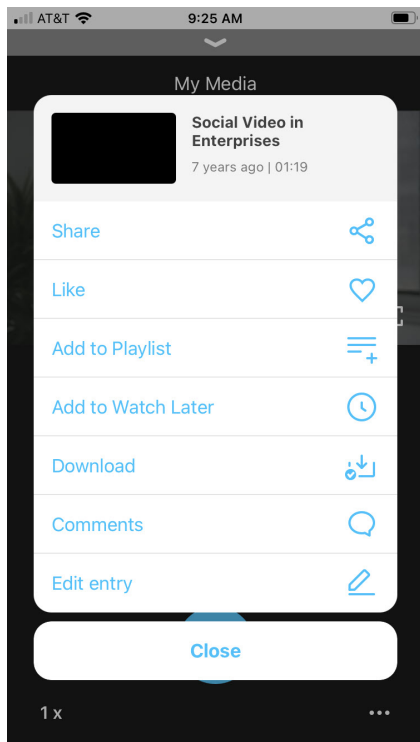 AT&T 9:25 AM
My Media
Social Video in
Enterprises
7 years ago | 01:19
Share
Like
Add to Playlist
Add to Watch Later
Download
Comments
Edit entry
Close
1 x